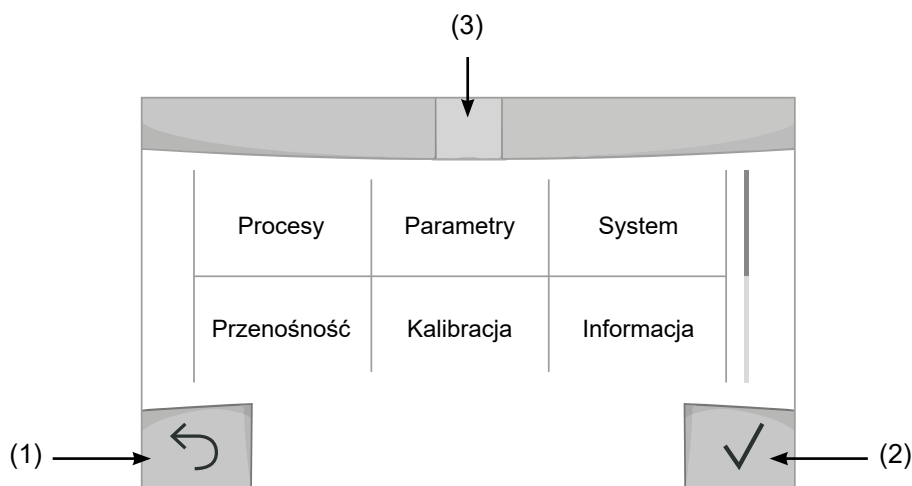 (3)
Procesy Parametry System
Przenośność Kalibracja Informacja
(1) (2)